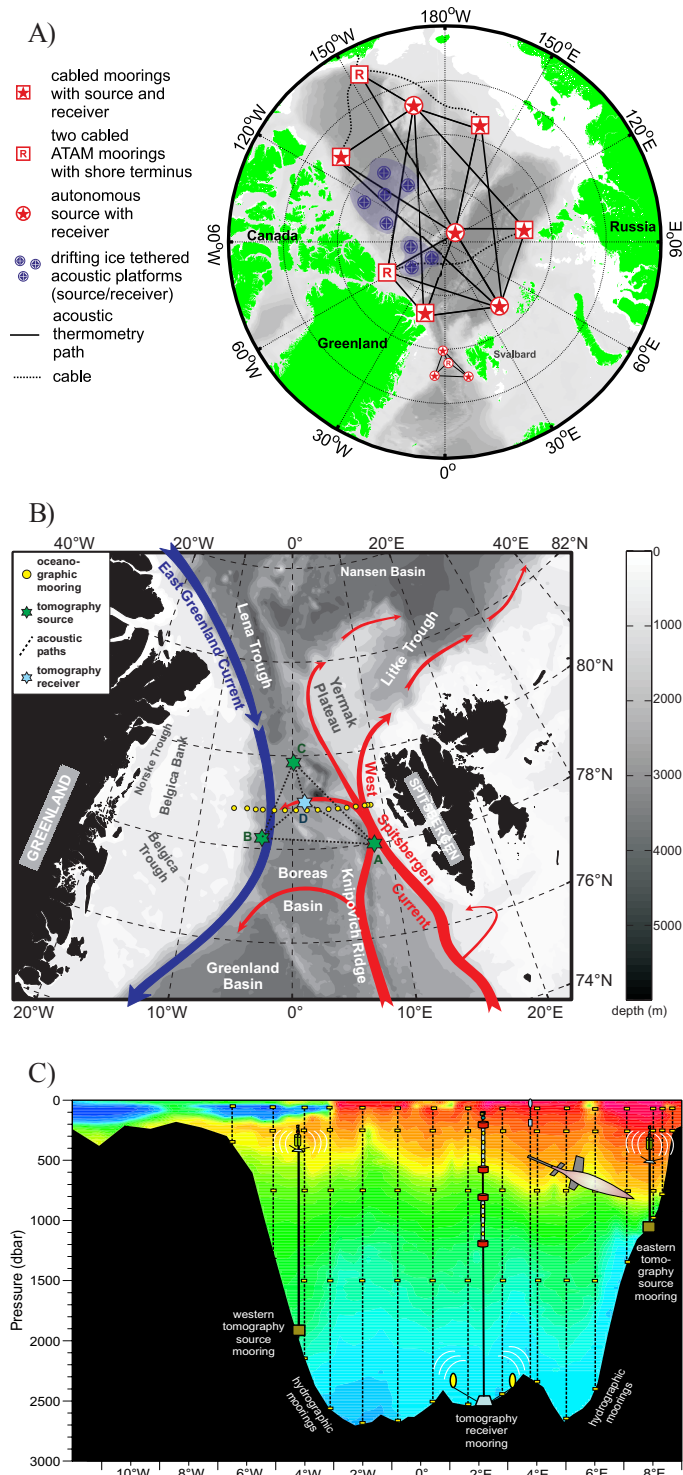 A)
cabled moorings
with source and
receiver
two cabled
R
ATAM moorings
with shore terminus
autonomous
source with
receiver
drifting ice tethered
acoustic platforms
(source/receiver)
acoustic
thermometry
path
cable
180°W
150°W
150°E
120°W
120°E
90°W
90°E
60°W
60°E
30°W
30°E
0°
R
Canada
Russia
R
Greenland
Svalbard
R
B)
40°W
20°W
0°
20°E
40°E
82°N
oceano-
graphic
mooring
tomography
source
acoustic
paths
tomography
receiver
East Greenland Current
Lena Trough
Nansen Basin
Litke Trough
Yermak
Plateau
80°N
78°N
76°N
74°N
Norske Trough
Belgica Bank
Belgica
Trough
GREENLAND
SPITSBERGEN
West
Spitsbergen
Current
C
D
B
A
Boreas
Basin
Knipovich Ridge
Greenland
Basin
20°W
10°W
0°
10°E
20°E
0
1000
2000
3000
4000
5000
depth (m)
C)
Pressure (dbar)
0
500
1000
1500
2000
2500
3000
western
tomography
source mooring
hydrographic
moorings
tomography
receiver mooring
hydrographic
moorings
eastern
tomo-
graphy
source
mooring
10°W
8°W
6°W
4°W
2°W
0°
2°E
4°E
6°E
8°E